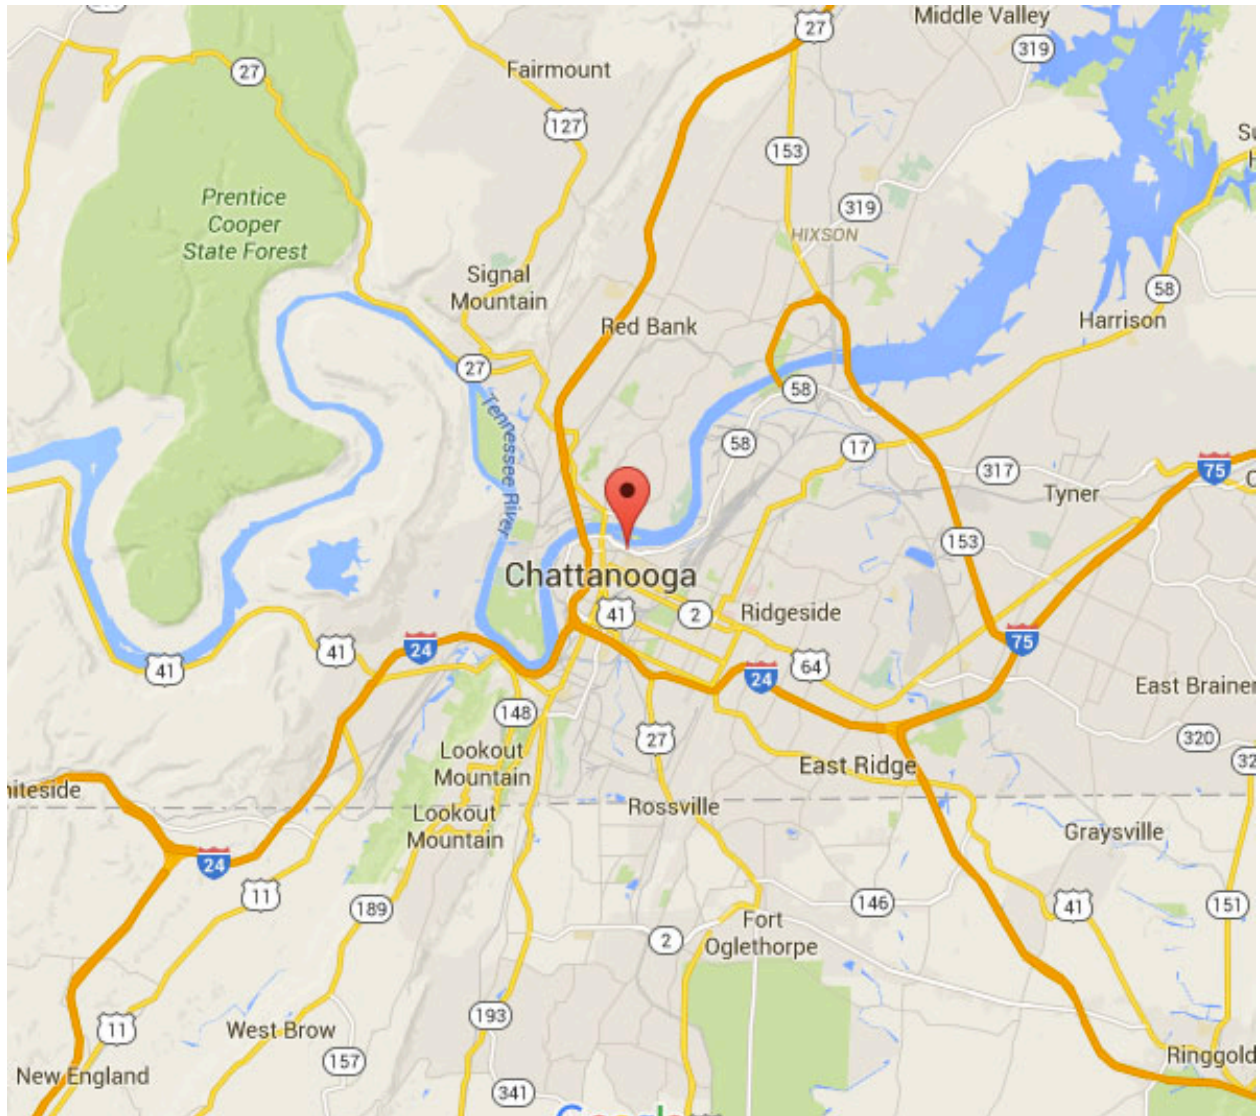 27
Middle Valley
319
Fairmount
27
127
153
Prentice
Cooper
State Forest
319
HIXSON
Signal
Mountain
58
Harrison
Red Bank
27
58
Tennessee River
58
17
317
75
Tyner
153
Chattanooga
41
2
Ridgeside
41
41
24
75
64
24
East Brainer
148
27
320
Lookout
Mountain
East Ridge
32
niteside
Rossville
Lookout
Mountain
Graysville
24
11
189
146
41
151
Fort
Oglethorpe
2
193
11
West Brow
157
Ringgold
New England
341